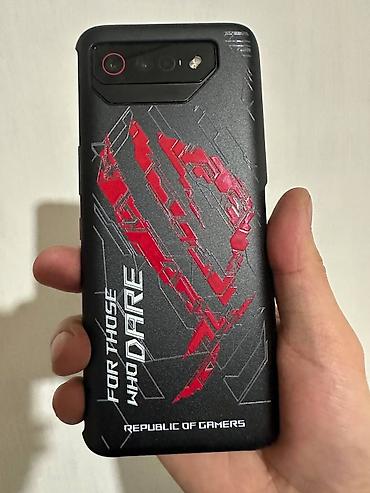 FOR THOSE
WHO DARE
REPUBLIC OF GAMERS